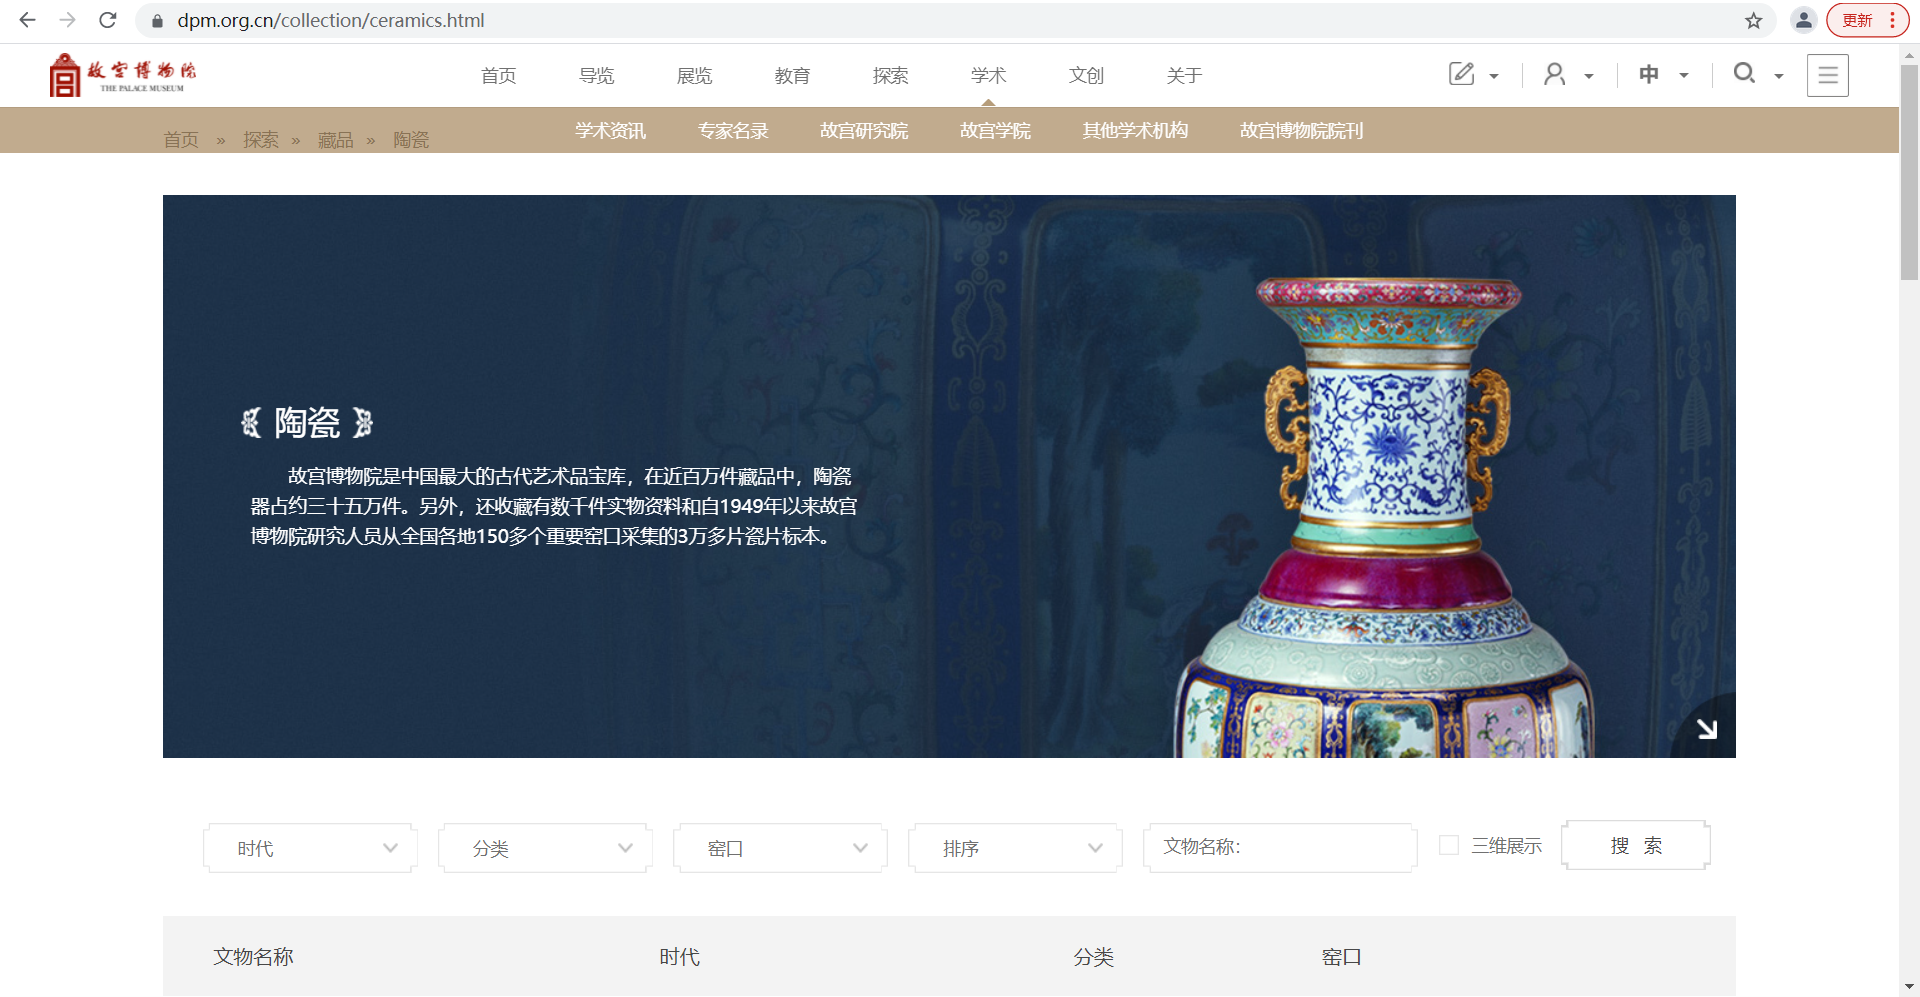 dpm.org.cn/collection/ceramics.html
更新
故宫博物院
THE PALACE MUSEUM
首页 导览 展览 教育 探索 学术 文创 关于
中
首页 » 探索 » 藏品 » 陶瓷
学术资讯 专家名录 故宫研究院 故宫学院 其他学术机构 故宫博物院院刊
陶瓷
故宫博物院是中国最大的古代艺术品宝库，在近百万件藏品中，陶瓷
器占约三十五万件。另外，还收藏有数千件实物资料和自1949年以来故宫
博物院研究人员从全国各地150多个重要窑口采集的3万多片瓷片标本。
时代 分类 窑口 排序 文物名称: 三维展示 搜 索
文物名称 时代 分类 窑口